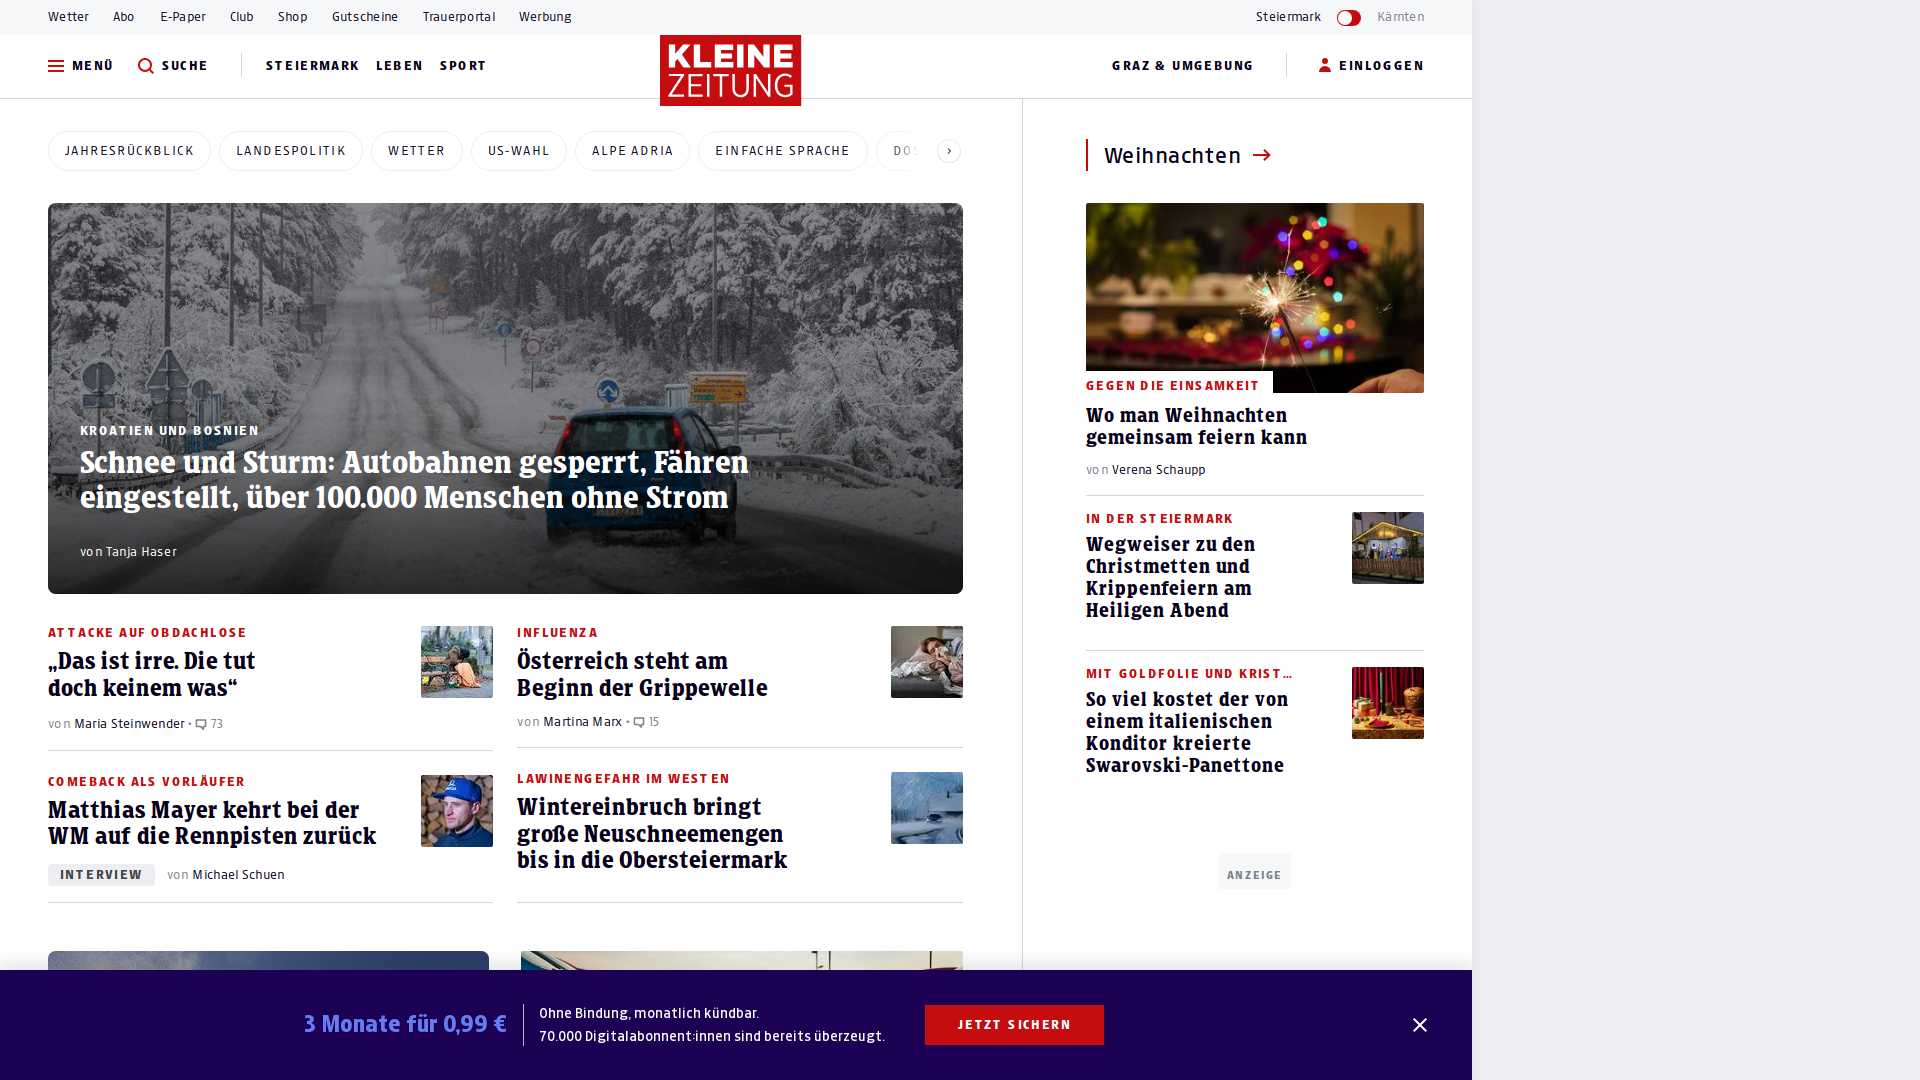 Wetter Abo E-Paper Club Shop Gutscheine Trauerportal Werbung
Steiermark Kärnten
MENÜ SUCHE STEIERMARK LEBEN SPORT
KLEINE
ZEITUNG
GRAZ & UMGEBUNG EINLOGGEN
JAHRESRÜCKBLICK LANDESPOLITIK WETTER US-WAHL ALPE ADRIA EINFACHE SPRACHE
KROATIEN UND BOSNIEN
Schnee und Sturm: Autobahnen gesperrt, Fähren
eingestellt, über 100.000 Menschen ohne Strom
von Tanja Haser
ATTACKE AUF OBDACHLOSE
„Das ist irre. Die tut
doch keinem was“
von Maria Steinwender • 73
INFLUENZA
Österreich steht am
Beginn der Grippewelle
von Martina Marx • 15
COMEBACK ALS VORLÄUFER
Matthias Mayer kehrt bei der
WM auf die Rennpisten zurück
INTERVIEW von Michael Schuen
LAWINENGEFAHR IM WESTEN
Wintereinbruch bringt
große Neuschneemengen
bis in die Obersteiermark
Weihnachten
GEGEN DIE EINSAMKEIT
Wo man Weihnachten
gemeinsam feiern kann
von Verena Schaupp
IN DER STEIERMARK
Wegweiser zu den
Christmetten und
Krippenfeiern am
Heiligen Abend
MIT GOLDFOLIE UND KRIST...
So viel kostet der von
einem italienischen
Konditor kreierte
Swarovski-Panettone
ANZEIGE
3 Monate für 0,99 €
Ohne Bindung, monatlich kündbar.
70.000 Digitalabonnent:innen sind bereits überzeugt.
JETZT SICHERN